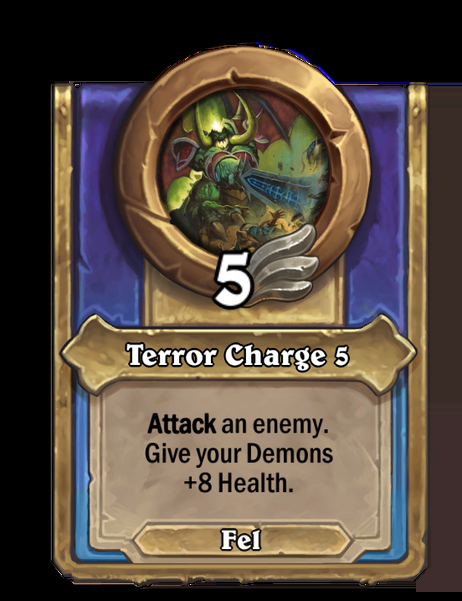 5
Terror Charge 5
Attack an enemy.
Give your Demons
+8 Health.
Fel